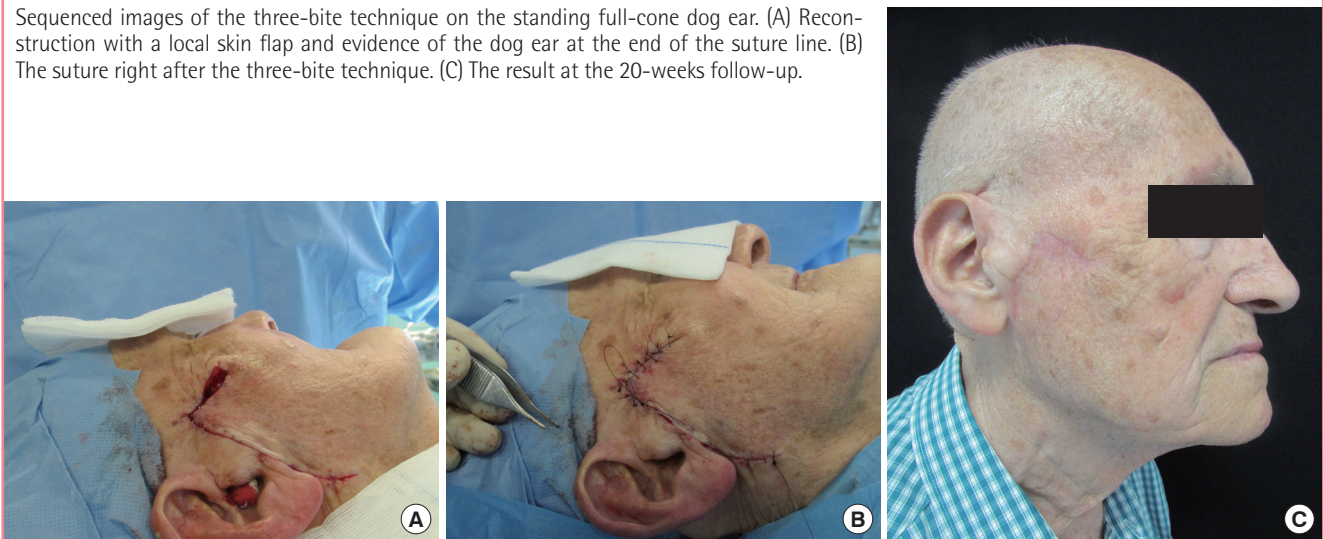 Sequenced images of the three-bite technique on the standing full-cone dog ear. (A) Recon-
struction with a local skin flap and evidence of the dog ear at the end of the suture line. (B)
The suture right after the three-bite technique. (C) The result at the 20-weeks follow-up.
A
B
C